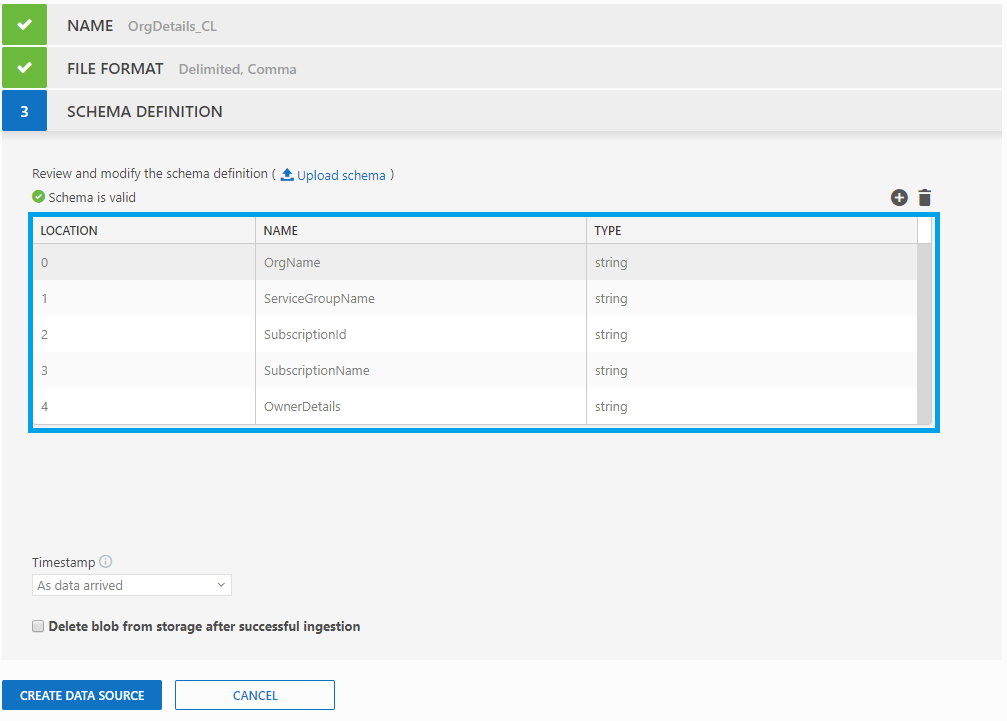 NAME OrgDetails_CL
FILE FORMAT Delimited, Comma
3 SCHEMA DEFINITION
Review and modify the schema definition ( Upload schema )
Schema is valid
LOCATION NAME TYPE
0 OrgName string
1 ServiceGroupName string
2 SubscriptionId string
3 SubscriptionName string
4 OwnerDetails string
Timestamp
As data arrived
Delete blob from storage after successful ingestion
CREATE DATA SOURCE CANCEL